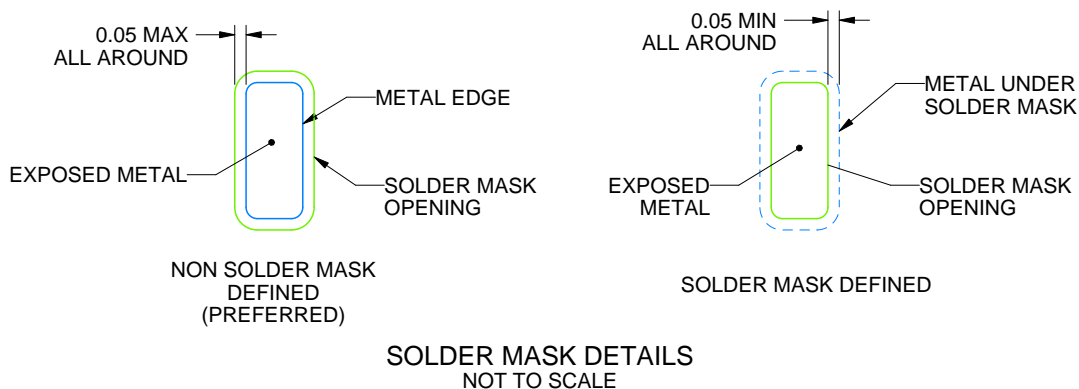 0.05 MAX
ALL AROUND
METAL EDGE
EXPOSED METAL
SOLDER MASK
OPENING
NON SOLDER MASK
DEFINED
(PREFERRED)
0.05 MIN
ALL AROUND
METAL UNDER
SOLDER MASK
EXPOSED
METAL
SOLDER MASK
OPENING
SOLDER MASK DEFINED
SOLDER MASK DETAILS
NOT TO SCALE